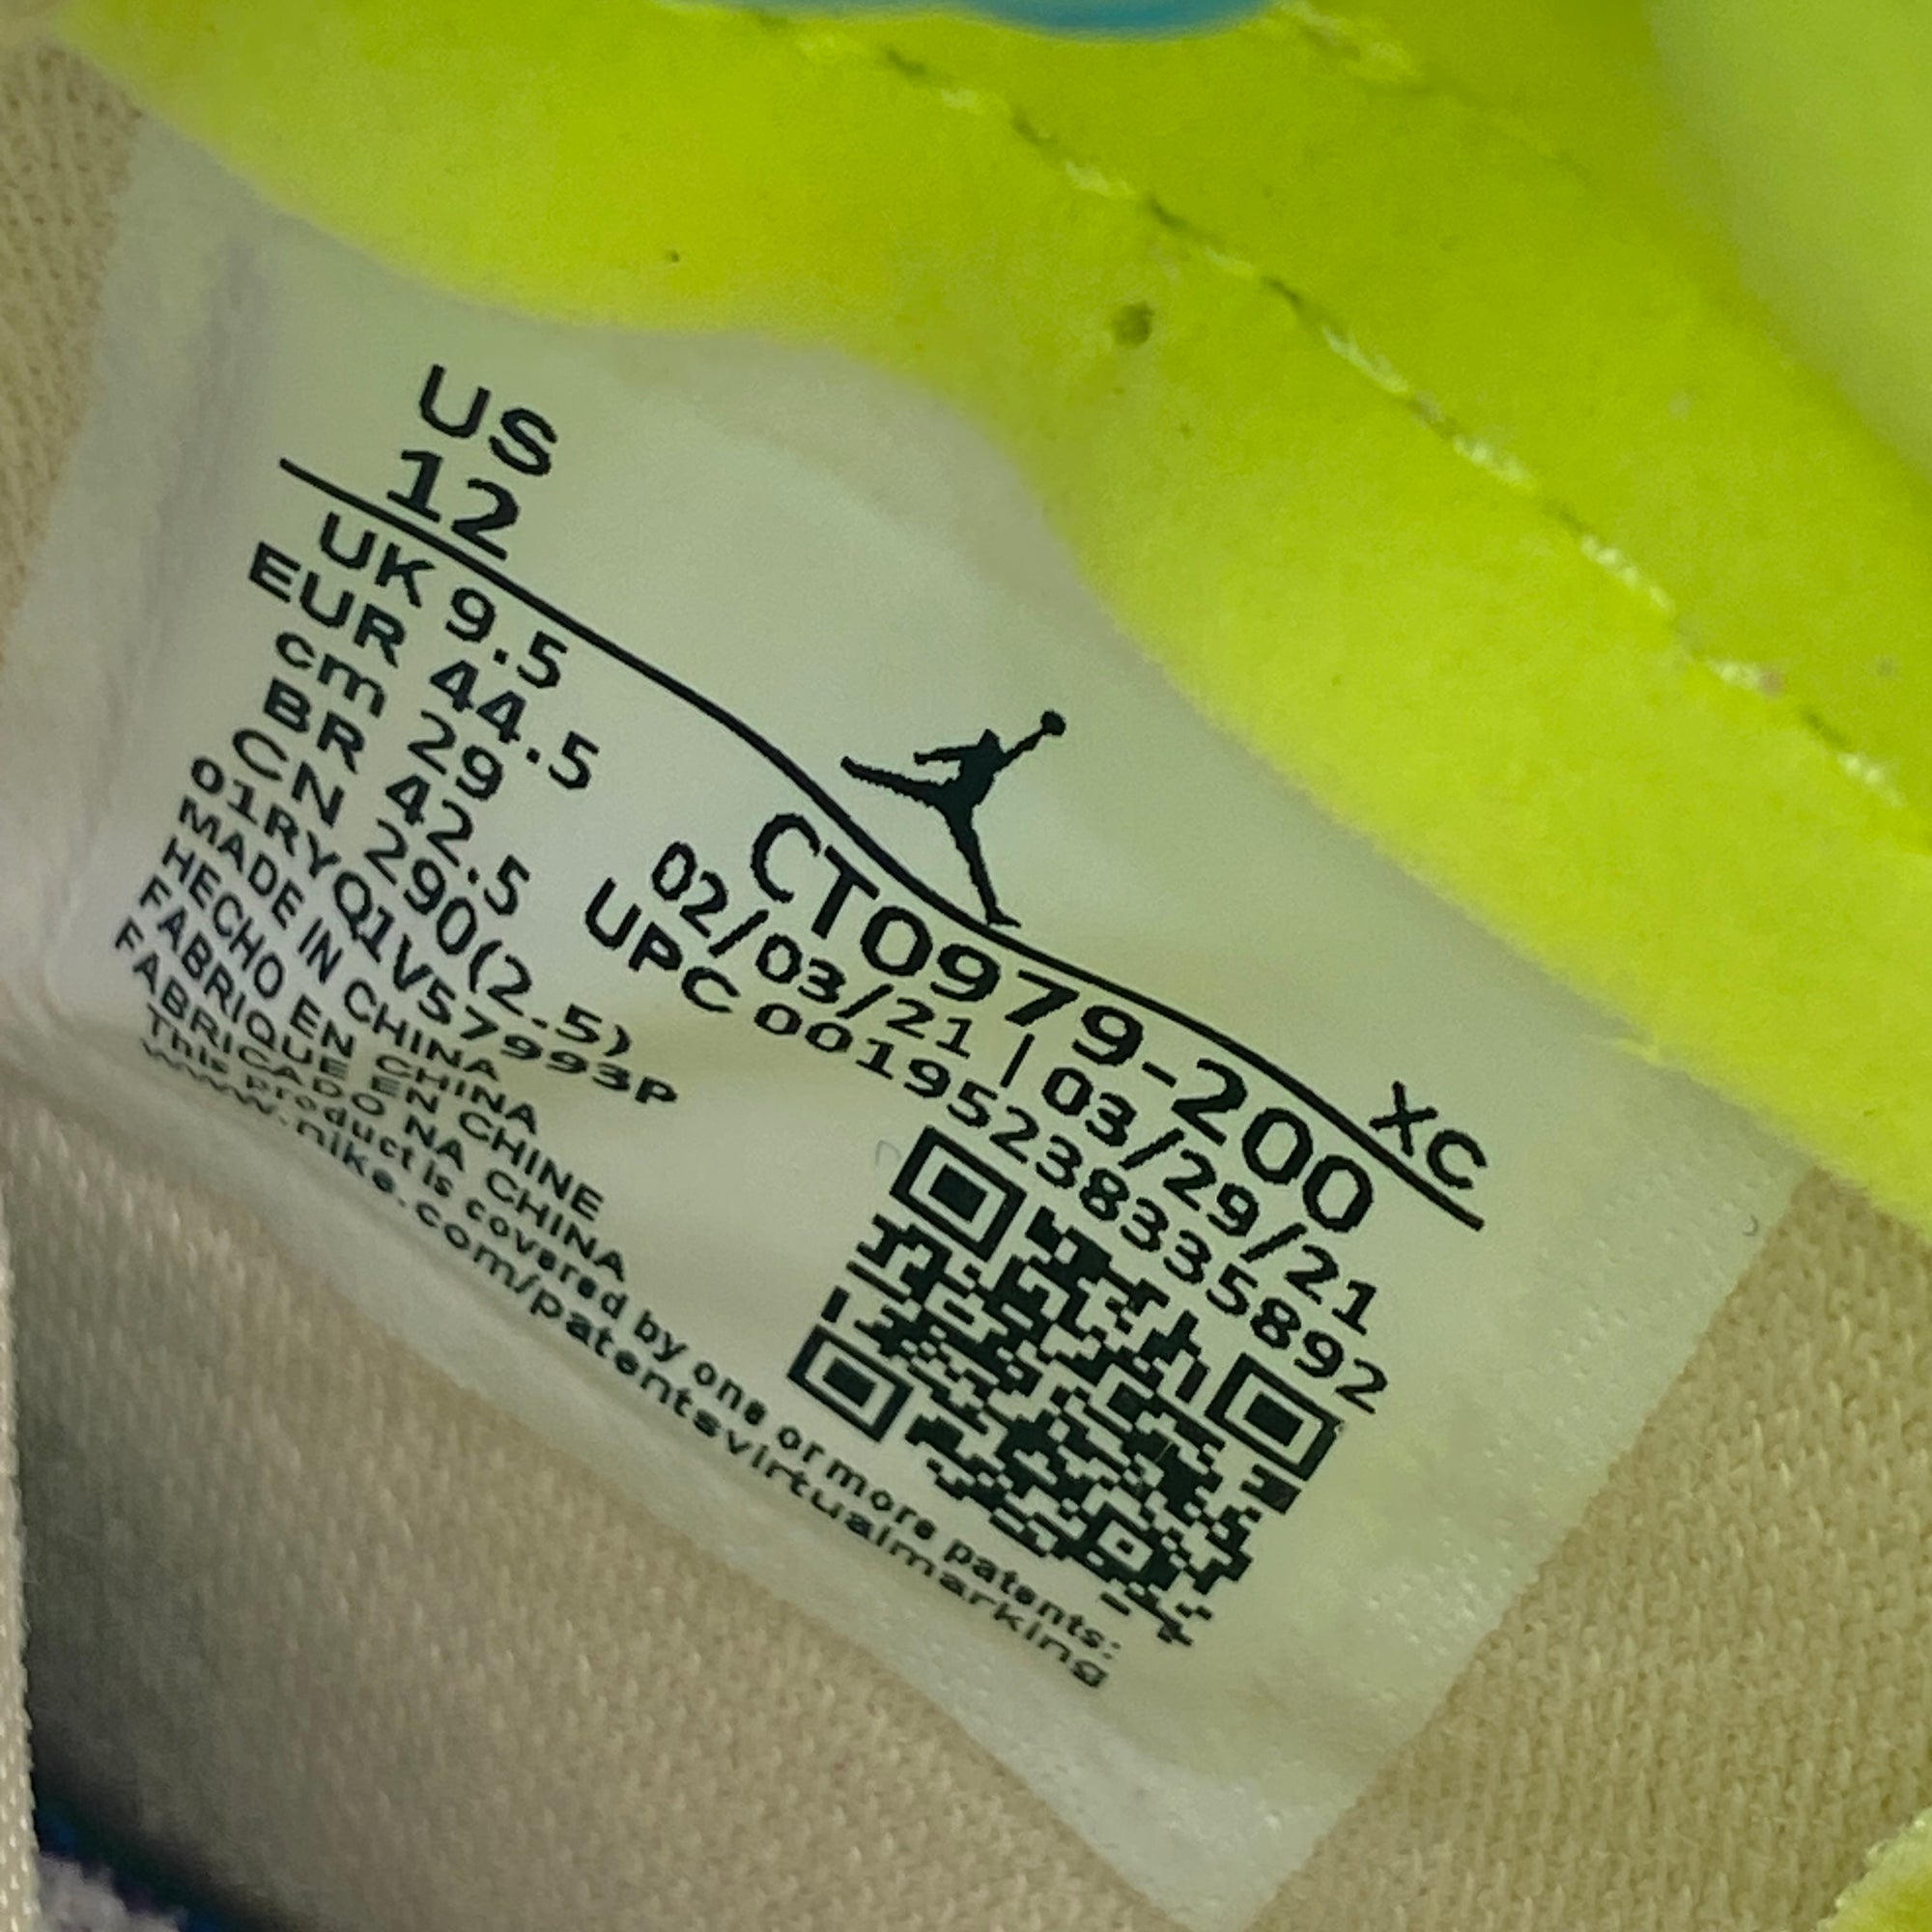 US
12
UK 9.5
EUR 44.5
cm 29
BR 42.5
CN 290(2.5)
01RYQ1V57993P
MADE IN CHINA
HECHO EN CHINA
FABRIQUE EN CHINE
FABRICADO NA CHINA
This product is covered by one or more patents:
www.nike.com/patentsvirtualmarking
XC
CT0979-200
02/03/21 | 03/29/21
UPC 00195238335892